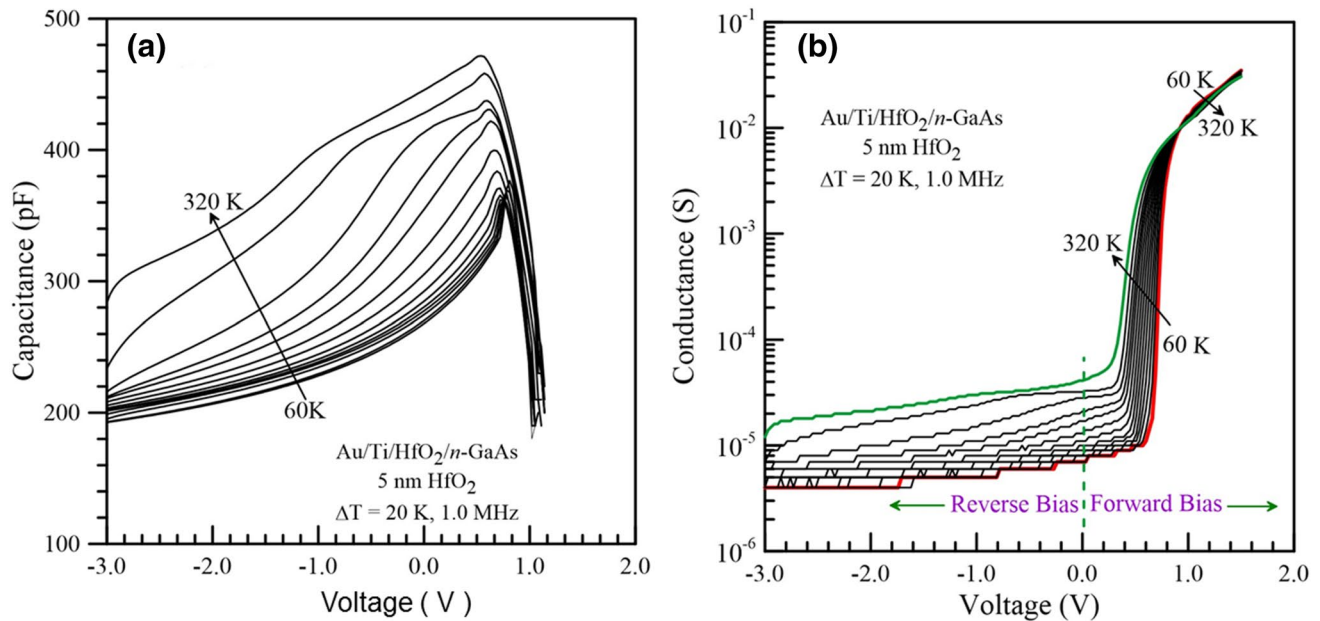 (a)
500
400
300
200
100
Capacitance (pF)
320 K
60K
Au/Ti/HfO₂/n-GaAs
5 nm HfO₂
ΔT = 20 K, 1.0 MHz
-3.0 -2.0 -1.0 0.0 1.0 2.0
Voltage ( V )
(b)
10⁻¹
10⁻²
10⁻³
10⁻⁴
10⁻⁵
10⁻⁶
Conductance (S)
Au/Ti/HfO₂/n-GaAs
5 nm HfO₂
ΔT = 20 K, 1.0 MHz
60 K
320 K
320 K
60 K
Reverse Bias Forward Bias
-3.0 -2.0 -1.0 0.0 1.0 2.0
Voltage (V)